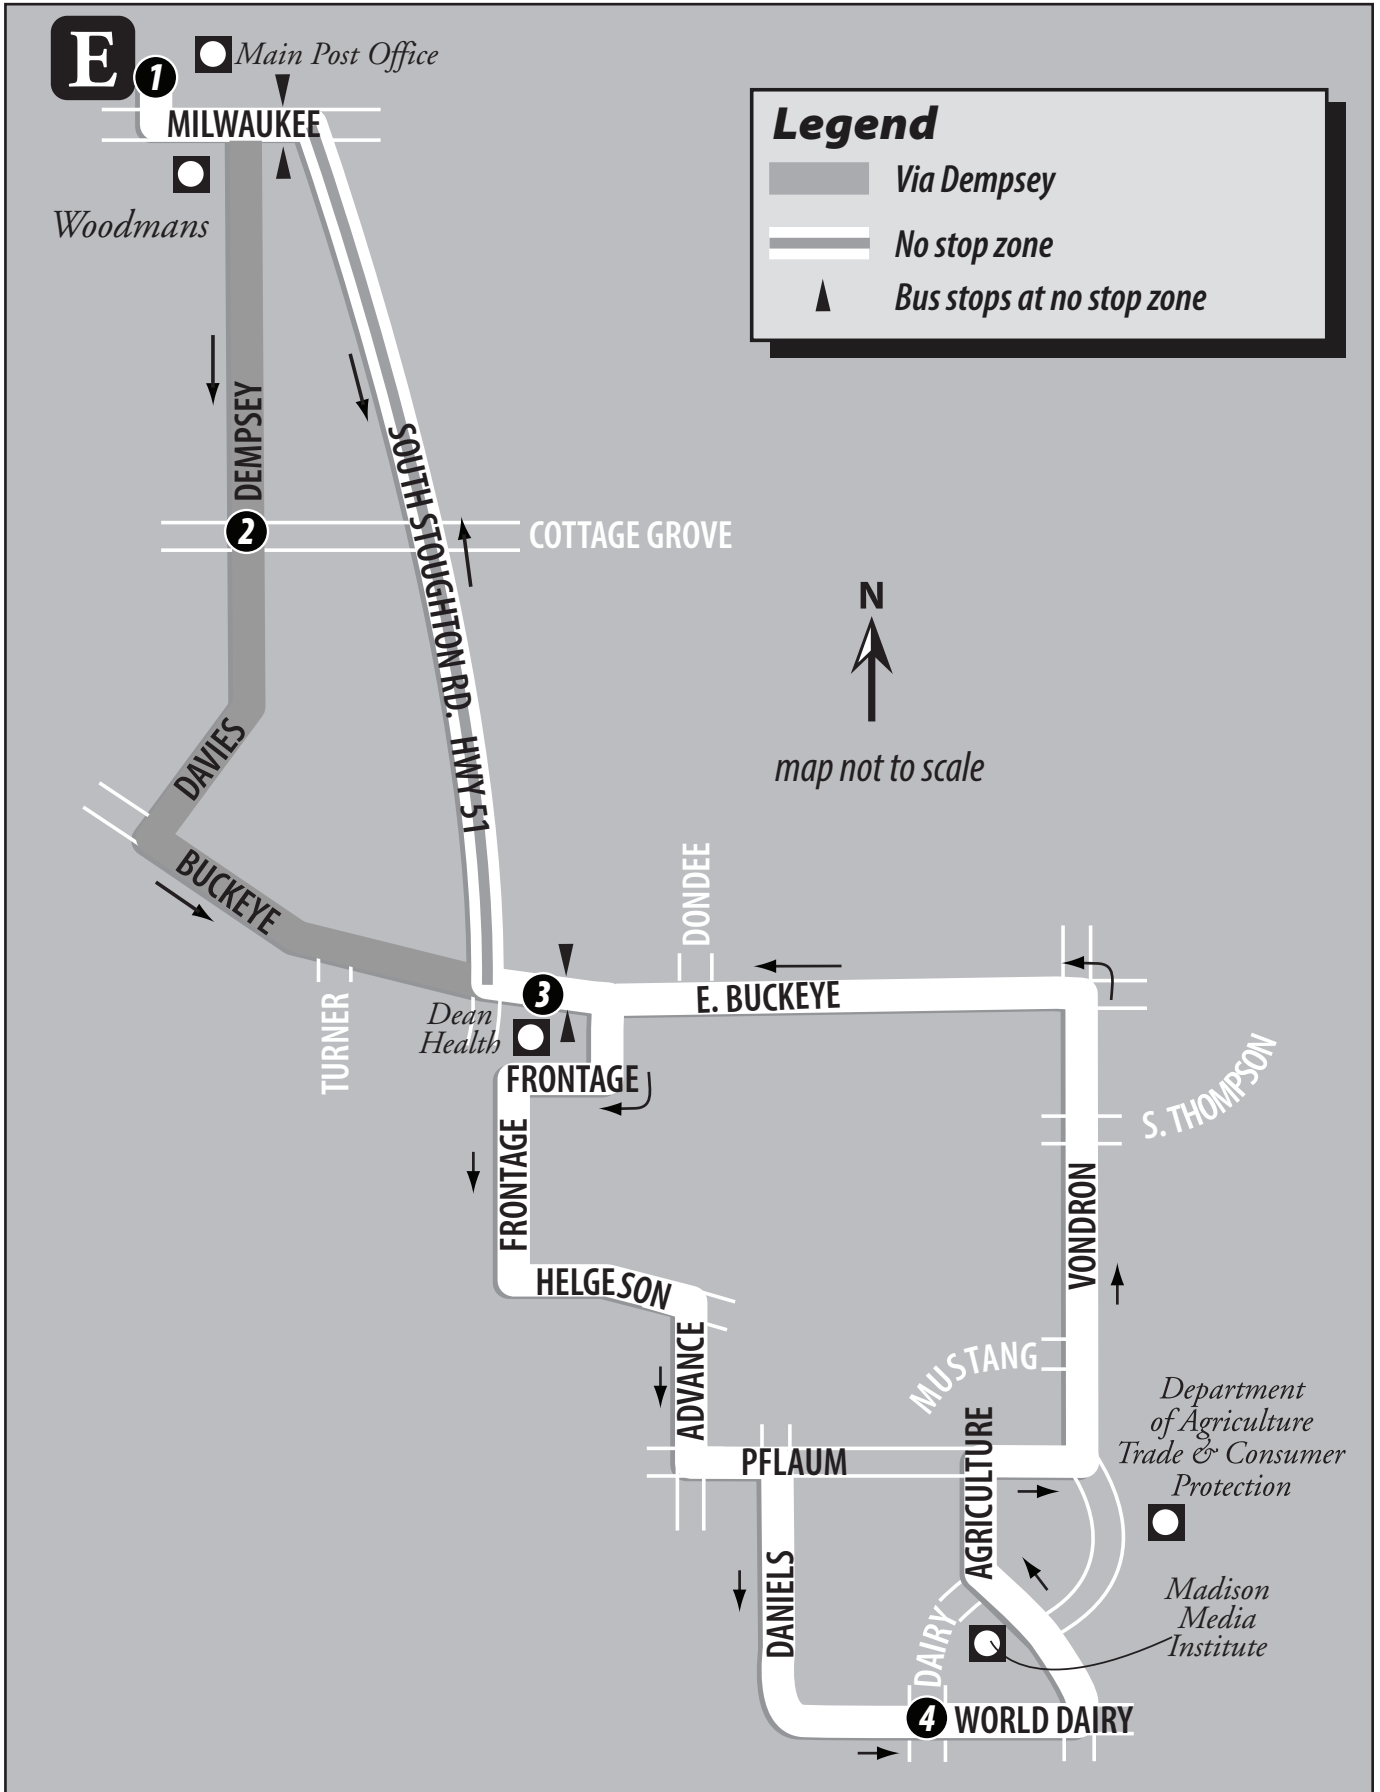 E
1
Main Post Office
MILWAUKEE
Woodmans
Legend
Via Dempsey
No stop zone
Bus stops at no stop zone
DEMPSEY
SOUTH STOUGHTON RD. HWY 51
2
COTTAGE GROVE
N
map not to scale
DAVIES
BUCKEYE
DONDEE
TURNER
3
E. BUCKEYE
Dean
Health
FRONTAGE
S. THOMPSON
FRONTAGE
VONDRON
HELGESON
ADVANCE
MUSTANG
Department
of Agriculture
Trade & Consumer
Protection
PFLAUM
AGRICULTURE
DANIELS
DAIRY
Madison
Media
Institute
4
WORLD DAIRY